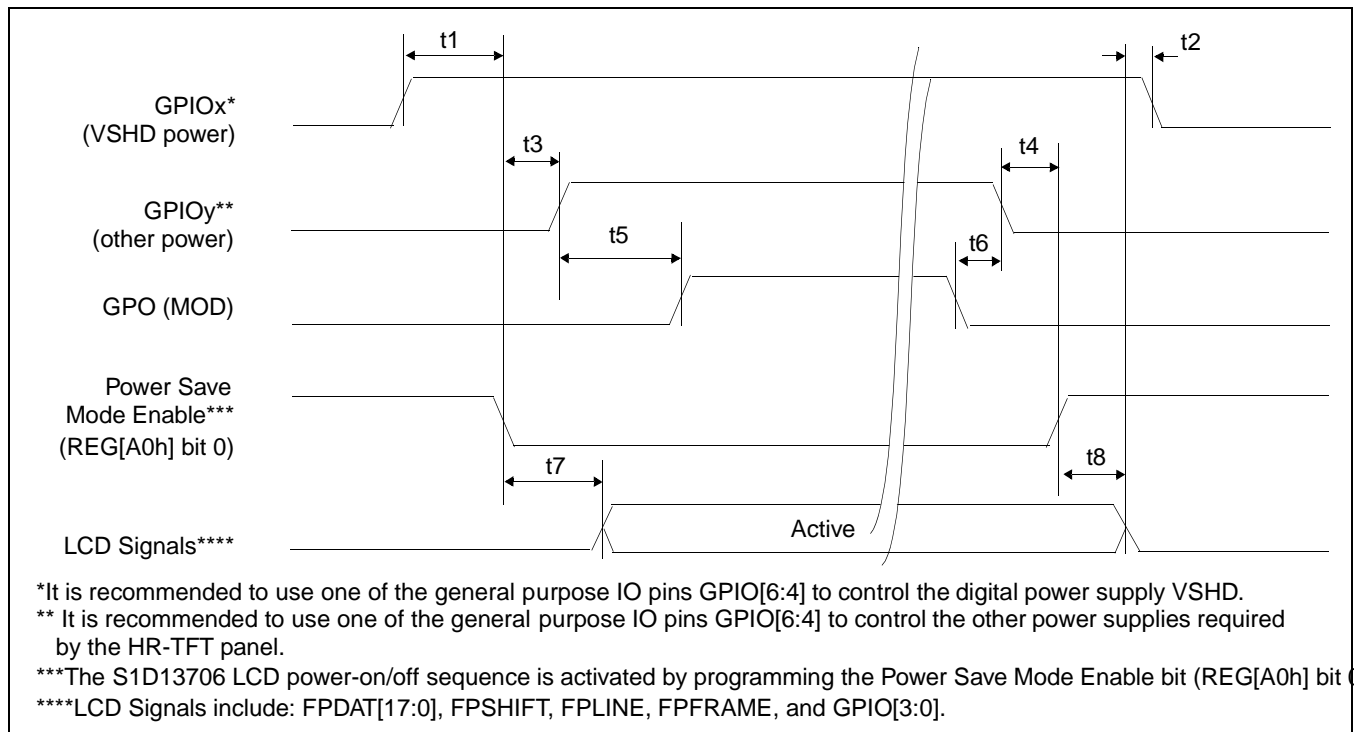 t1
t2
GPIOx*
(VSHD power)
t3
t4
GPIOy**
(other power)
t5
t6
GPO (MOD)
Power Save
Mode Enable***
(REG[A0h] bit 0)
t7
t8
Active
LCD Signals****
*It is recommended to use one of the general purpose IO pins GPIO[6:4] to control the digital power supply VSHD.
** It is recommended to use one of the general purpose IO pins GPIO[6:4] to control the other power supplies required
by the HR-TFT panel.
***The S1D13706 LCD power-on/off sequence is activated by programming the Power Save Mode Enable bit (REG[A0h] bit
****LCD Signals include: FPDAT[17:0], FPSHIFT, FPLINE, FPFRAME, and GPIO[3:0].